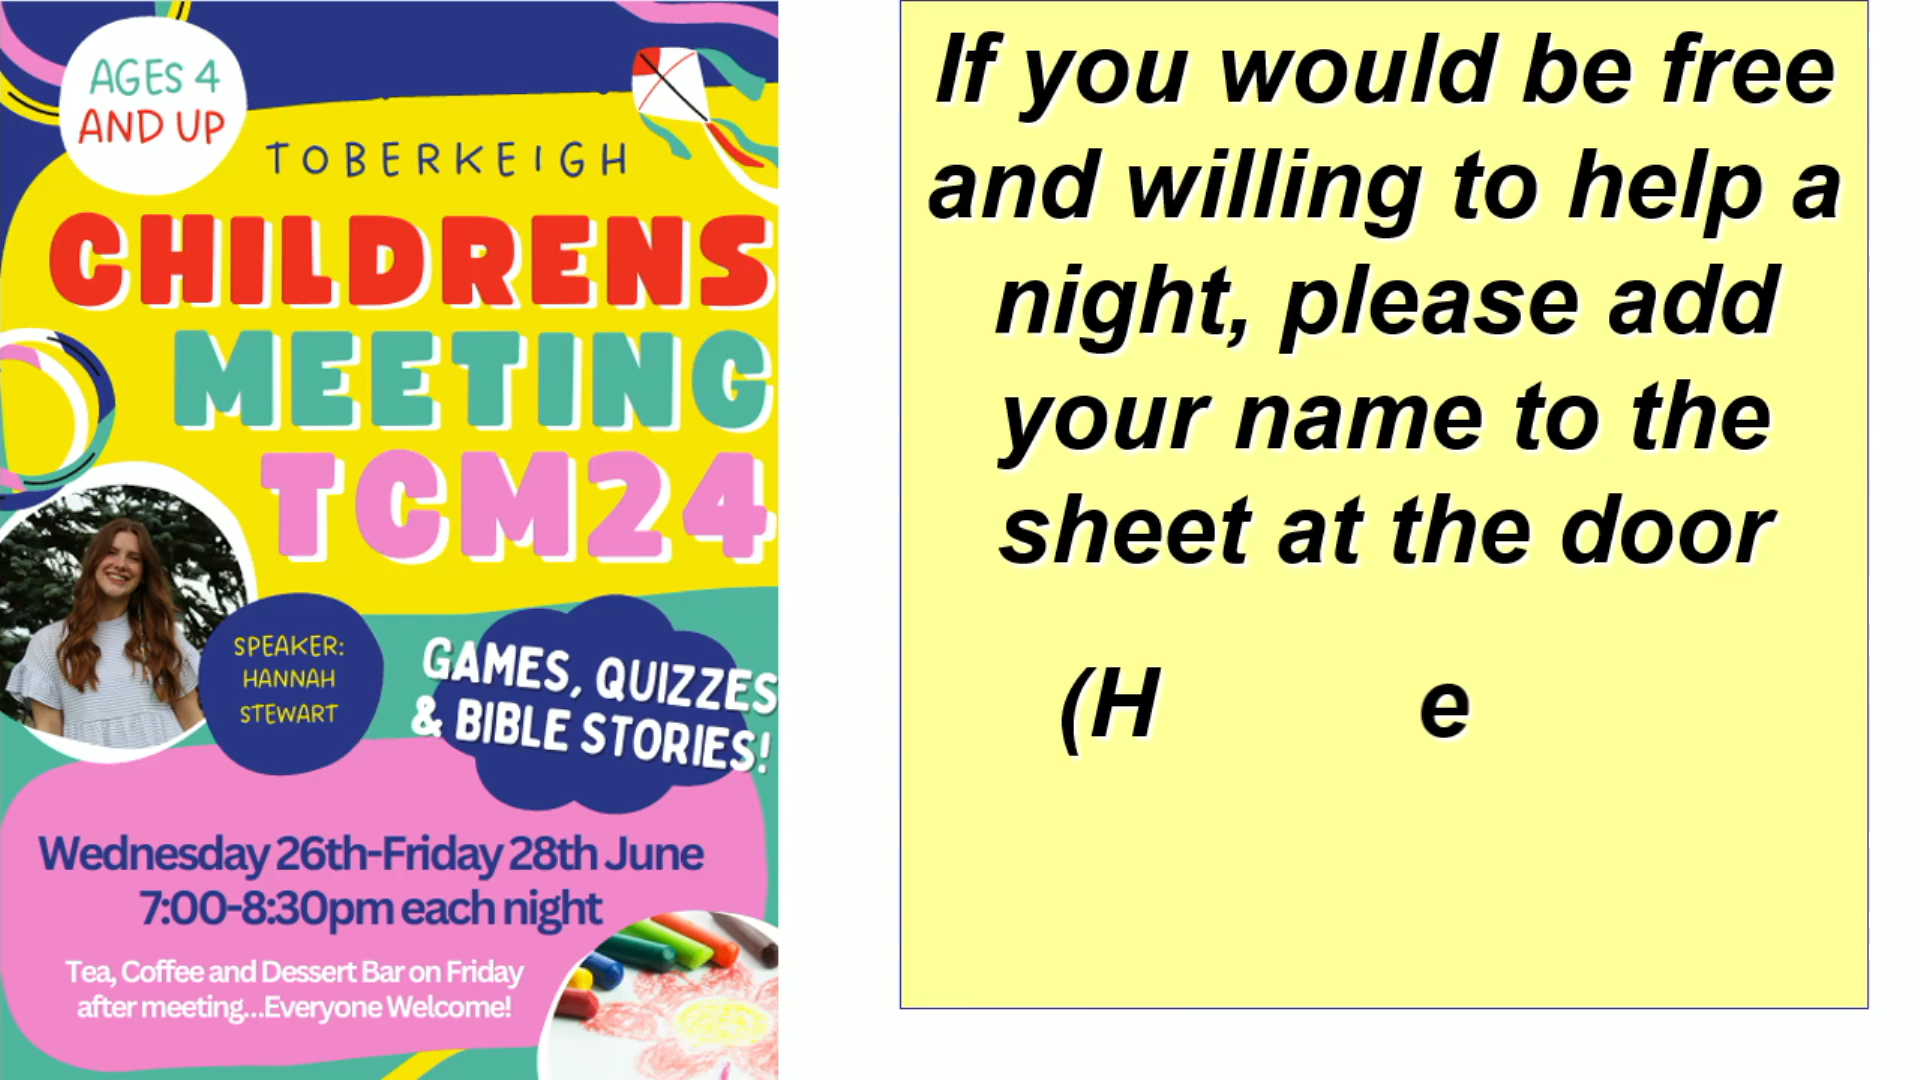 AGES 4
AND UP
TOBERKEIGH
CHILDRENS
MEETING
TCM24
SPEAKER:
HANNAH
STEWART
GAMES, QUIZZES
& BIBLE STORIES!
Wednesday 26th-Friday 28th June
7:00-8:30pm each night
Tea, Coffee and Dessert Bar on Friday
after meeting...Everyone Welcome!
If you would be free
and willing to help a
night, please add
your name to the
sheet at the door
(H e